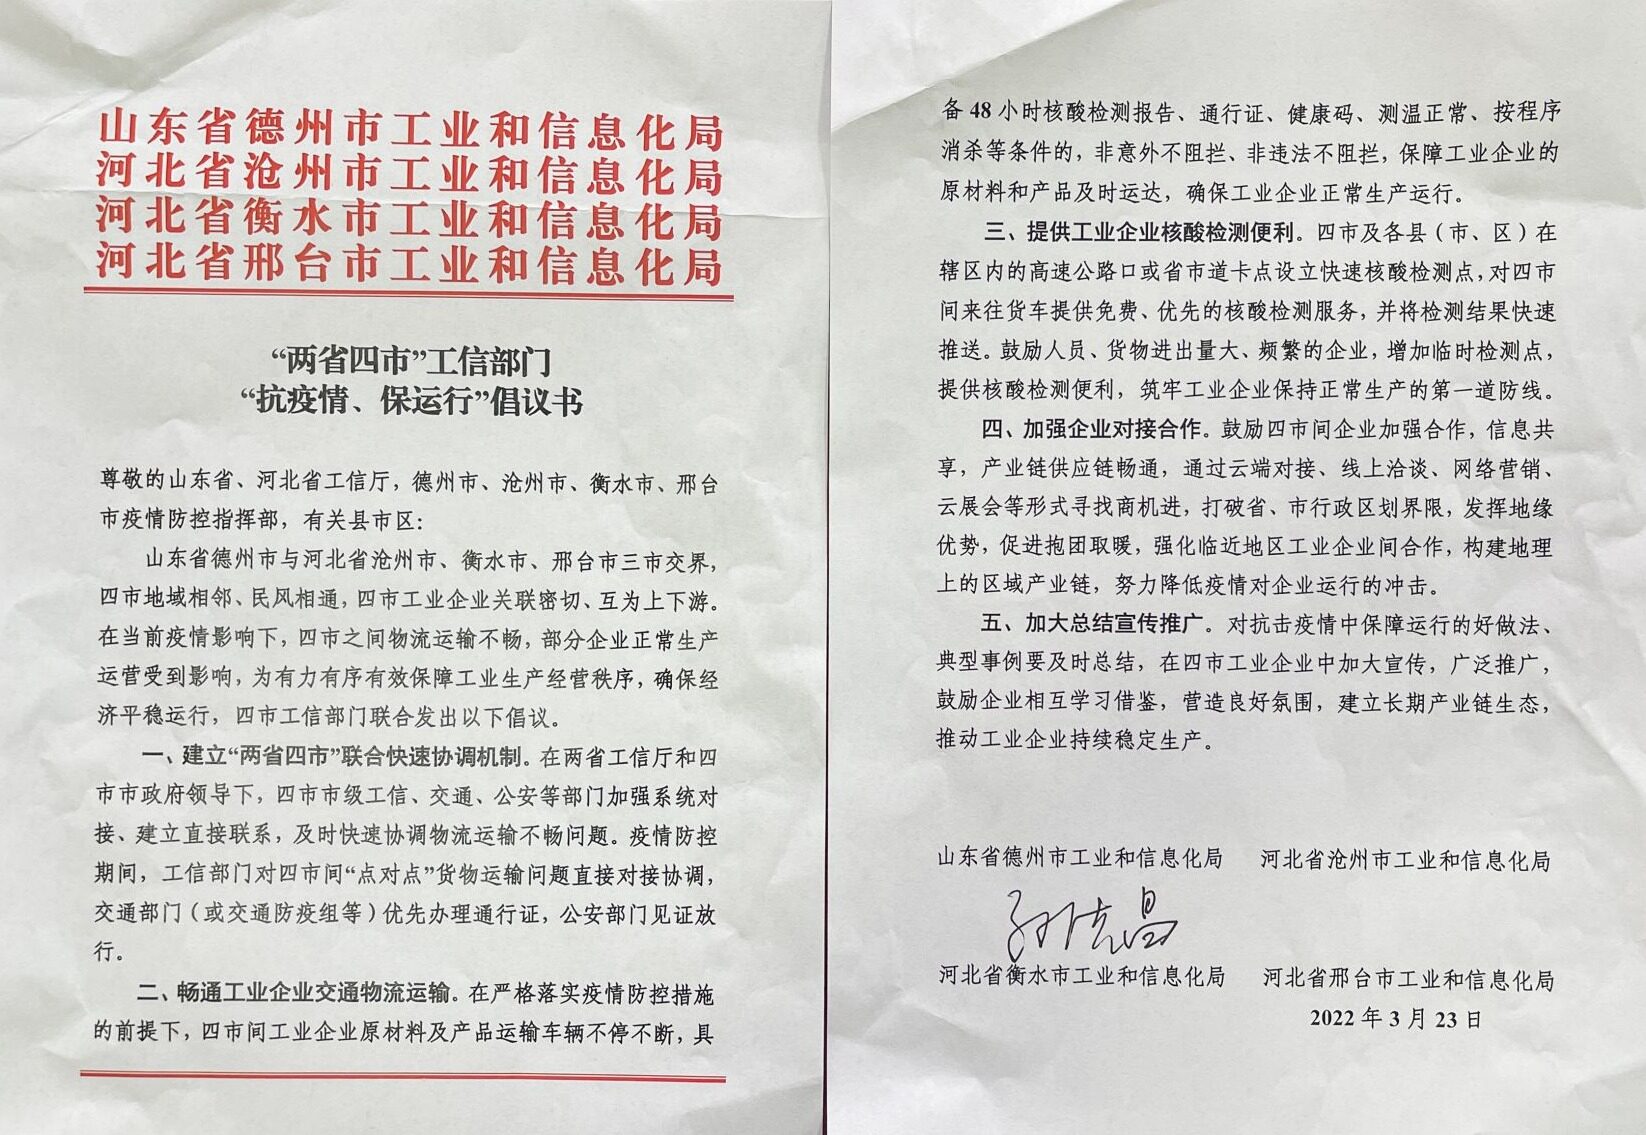 山东省德州市工业和信息化局
河北省沧州市工业和信息化局
河北省衡水市工业和信息化局
河北省邢台市工业和信息化局
“两省四市”工信部门
“抗疫情、保运行”倡议书
尊敬的山东省、河北省工信厅，德州市、沧州市、衡水市、邢台
市疫情防控指挥部，有关县市区：
山东省德州市与河北省沧州市、衡水市、邢台市三市交界，
四市地域相邻、民风相通，四市工业企业关联密切、互为上下游。
在当前疫情影响下，四市之间物流运输不畅，部分企业正常生产
运营受到影响，为有力有序有效保障工业生产经营秩序，确保经
济平稳运行，四市工信部门联合发出以下倡议。
一、建立“两省四市”联合快速协调机制。在两省工信厅和四
市市政府领导下，四市市级工信、交通、公安等部门加强系统对
接、建立直接联系，及时快速协调物流运输不畅问题。疫情防控
期间，工信部门对四市间“点对点”货物运输问题直接对接协调，
交通部门（或交通防疫组等）优先办理通行证，公安部门见证放
行。
二、畅通工业企业交通物流运输。在严格落实疫情防控措施
的前提下，四市间工业企业原材料及产品运输车辆不停不断，具
备 48 小时核酸检测报告、通行证、健康码、测温正常、按程序
消杀等条件的，非意外不阻拦、非违法不阻拦，保障工业企业的
原材料和产品及时运达，确保工业企业正常生产运行。
三、提供工业企业核酸检测便利。四市及各县（市、区）在
辖区内的高速公路口或省市道卡点设立快速核酸检测点，对四市
间来往货车提供免费、优先的核酸检测服务，并将检测结果快速
推送。鼓励人员、货物进出量大、频繁的企业，增加临时检测点，
提供核酸检测便利，筑牢工业企业保持正常生产的第一道防线。
四、加强企业对接合作。鼓励四市间企业加强合作，信息共
享，产业链供应链畅通，通过云端对接、线上洽谈、网络营销、
云展会等形式寻找商机进，打破省、市行政区划界限，发挥地缘
优势，促进抱团取暖，强化临近地区工业企业间合作，构建地理
上的区域产业链，努力降低疫情对企业运行的冲击。
五、加大总结宣传推广。对抗击疫情中保障运行的好做法、
典型事例要及时总结，在四市工业企业中加大宣传，广泛推广，
鼓励企业相互学习借鉴，营造良好氛围，建立长期产业链生态，
推动工业企业持续稳定生产。
山东省德州市工业和信息化局 河北省沧州市工业和信息化局
河北省衡水市工业和信息化局 河北省邢台市工业和信息化局
2022 年 3 月 23 日